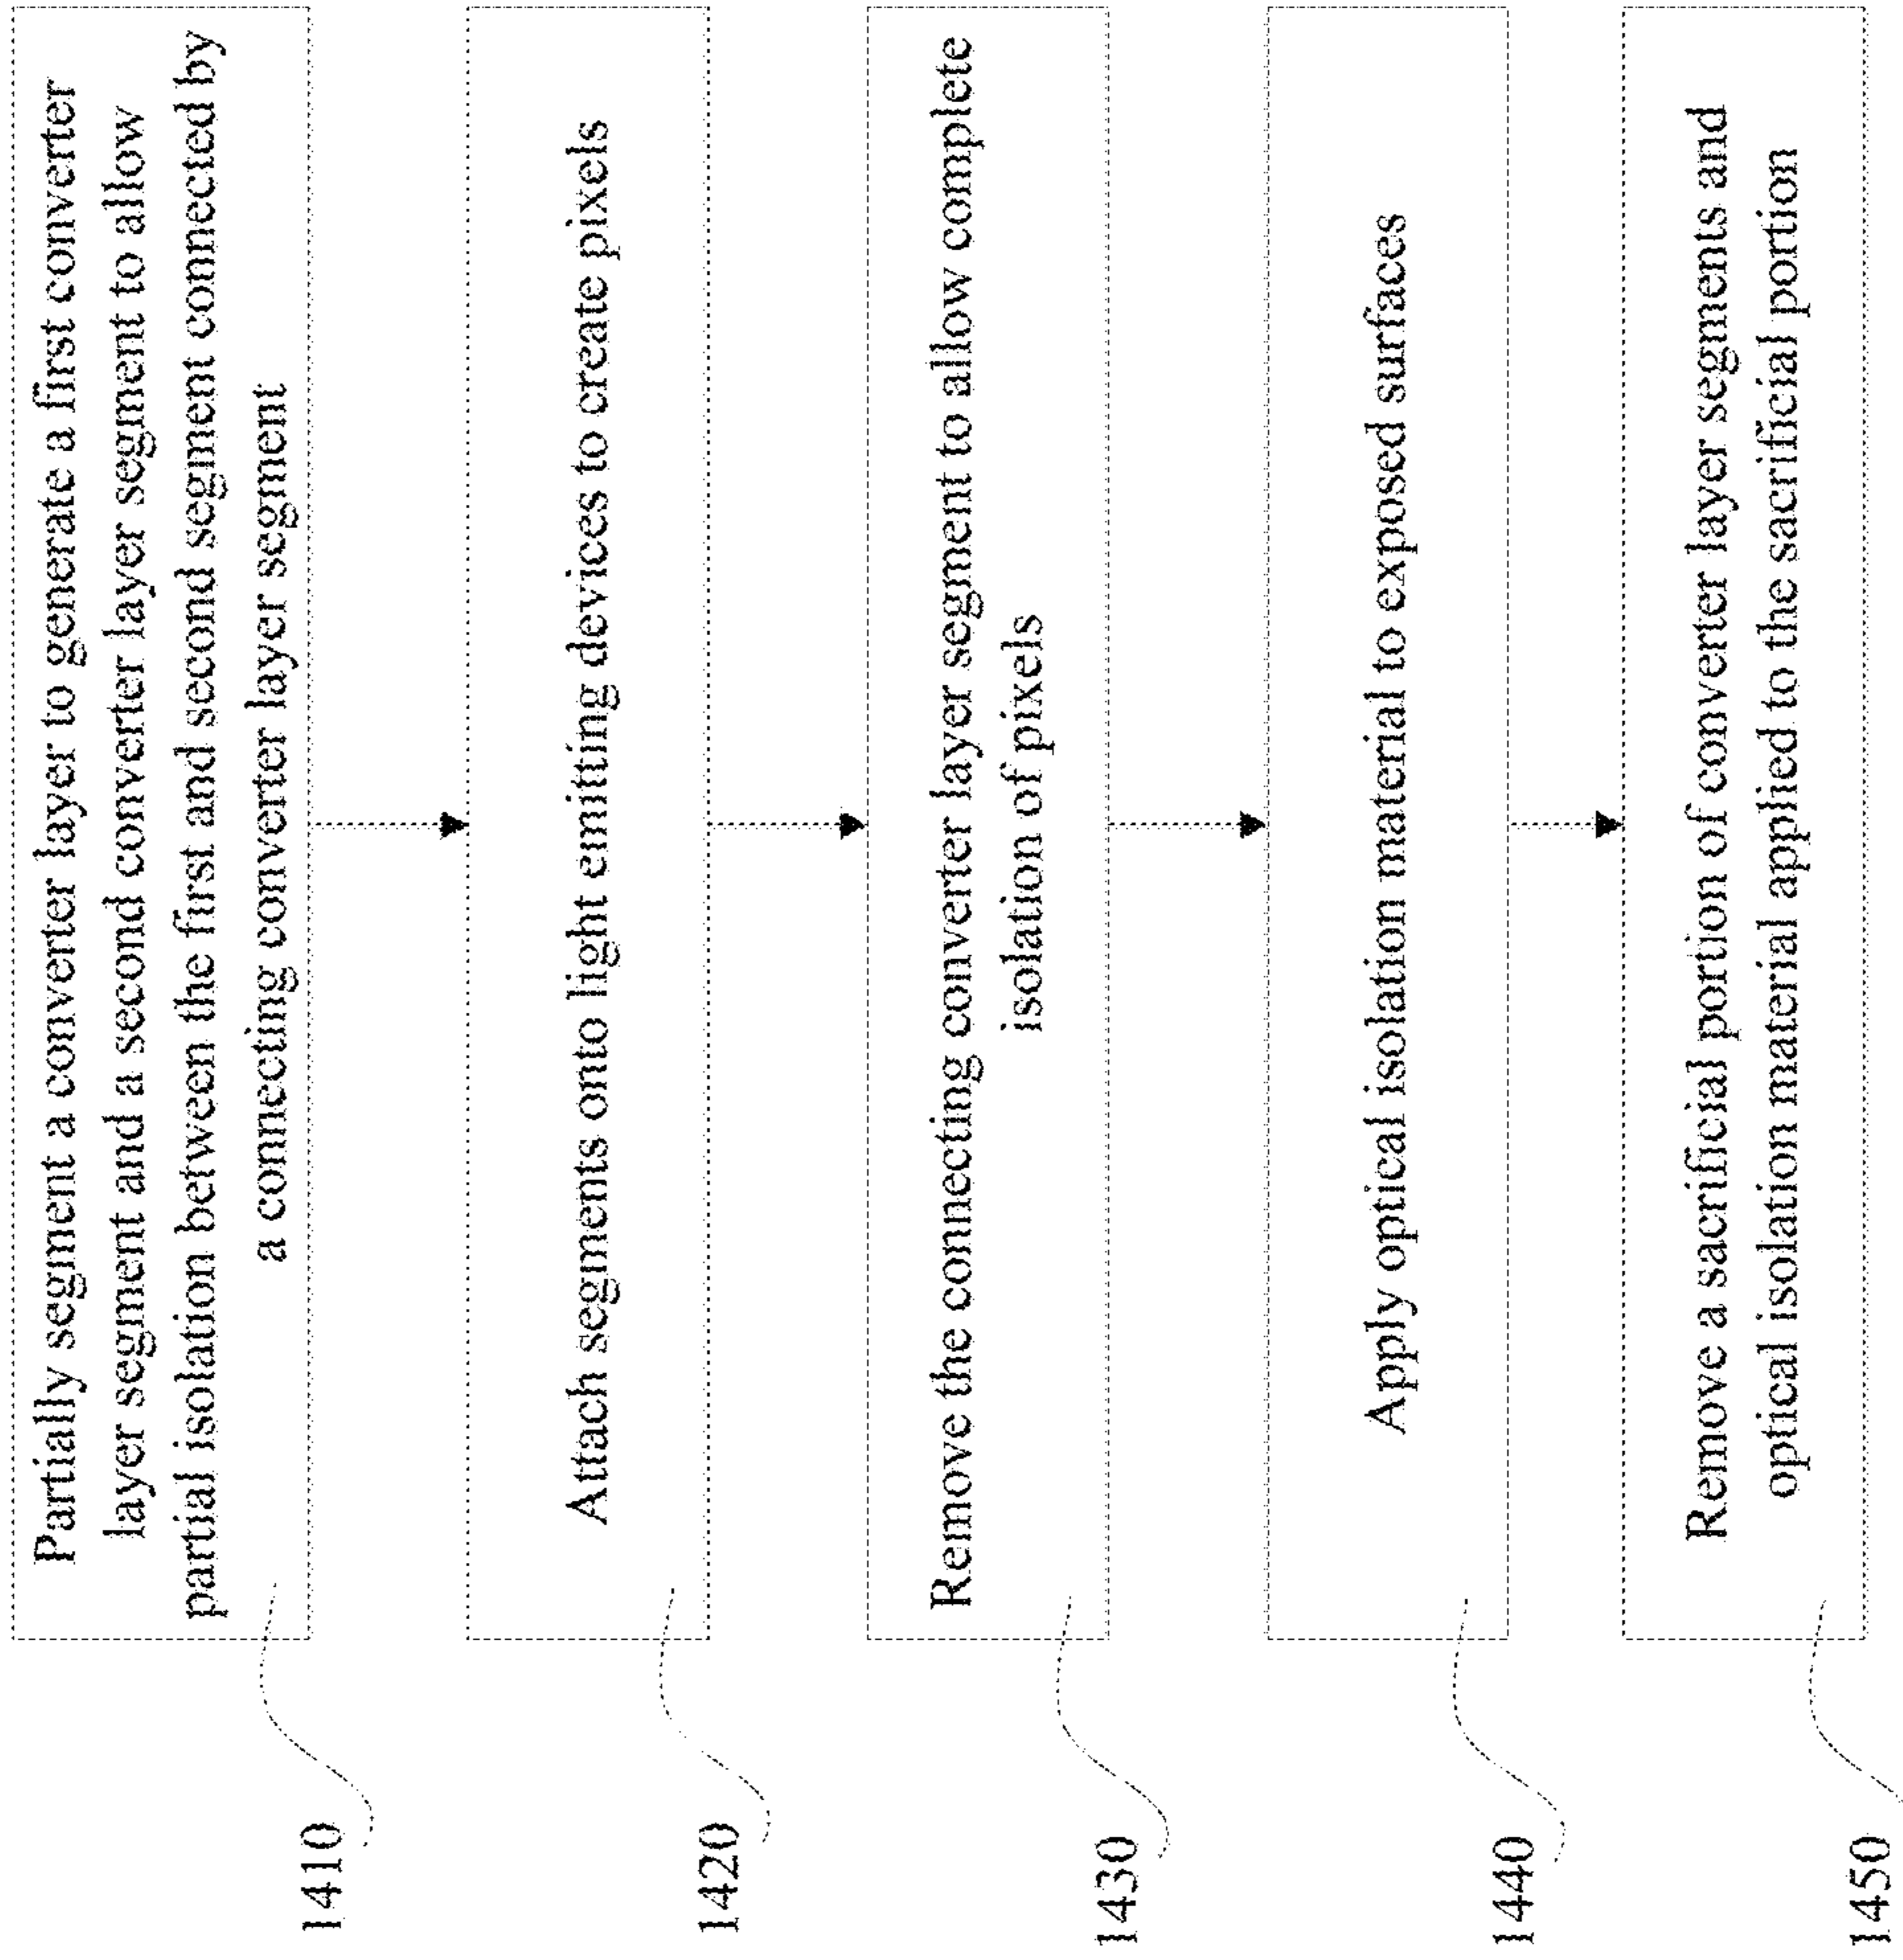 Partially segment a converter layer to generate a first converter
layer segment and a second converter layer segment to allow
partial isolation between the first and second segment connected by
a connecting converter layer segment
1410
Attach segments onto light emitting devices to create pixels
1420
Remove the connecting converter layer segment to allow complete
isolation of pixels
1430
Apply optical isolation material to exposed surfaces
1440
Remove a sacrificial portion of converter layer segments and
optical isolation material applied to the sacrificial portion
1450